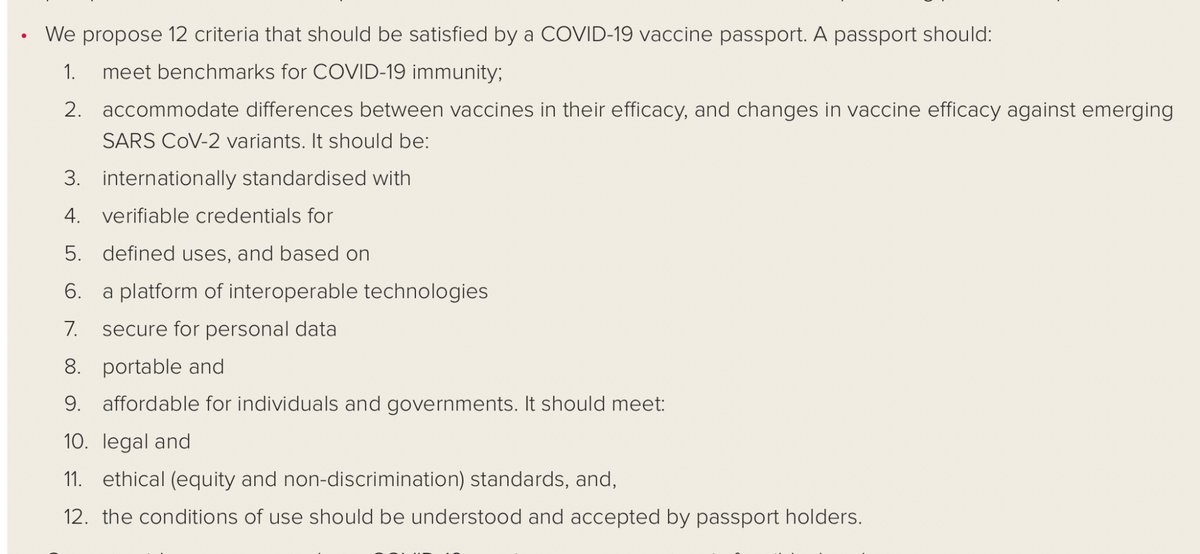 • We propose 12 criteria that should be satisfied by a COVID-19 vaccine passport. A passport should:
1. meet benchmarks for COVID-19 immunity;
2. accommodate differences between vaccines in their efficacy, and changes in vaccine efficacy against emerging
SARS CoV-2 variants. It should be:
3. internationally standardised with
4. verifiable credentials for
5. defined uses, and based on
6. a platform of interoperable technologies
7. secure for personal data
8. portable and
9. affordable for individuals and governments. It should meet:
10. legal and
11. ethical (equity and non-discrimination) standards, and,
12. the conditions of use should be understood and accepted by passport holders.